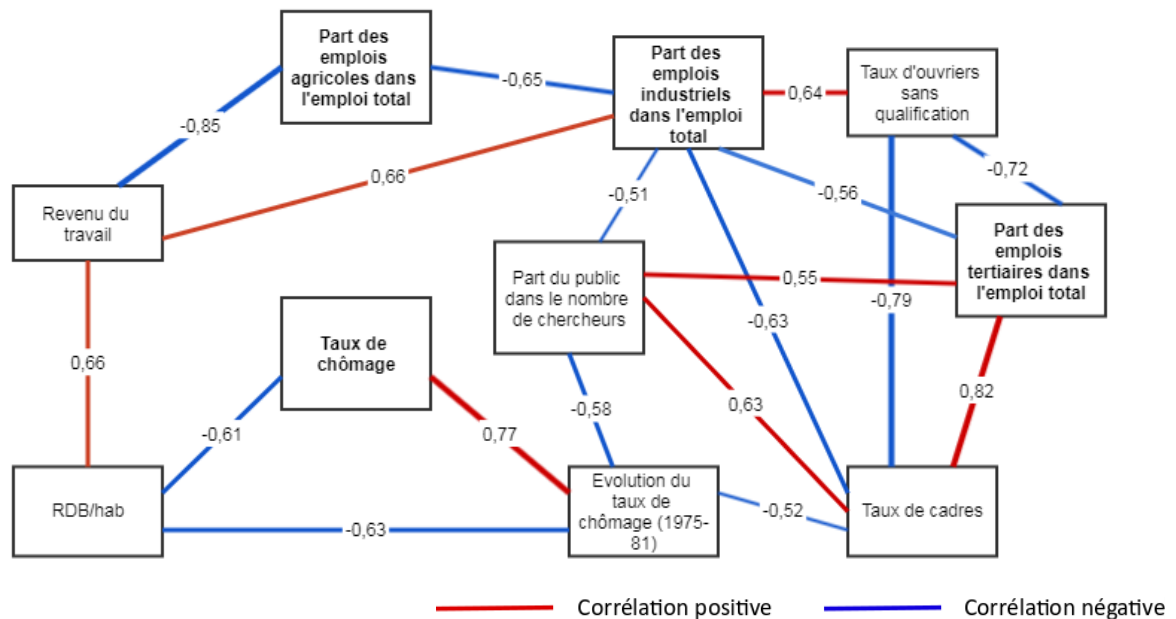 Part des
emplois
agricoles dans
l'emploi total
Part des
emplois
industriels
dans l'emploi
total
Taux d'ouvriers
sans
qualification
-0,65
0,64
-0,85
0,66
-0,51
-0,56
-0,72
Revenu du
travail
Part des
emplois
tertiaires dans
l'emploi total
Part du public
dans le nombre
de chercheurs
0,55
-0,79
-0,63
Taux de
chômage
0,66
-0,61
0,77
-0,58
0,63
0,82
RDB/hab
-0,63
Evolution du
taux de
chômage (1975-
81)
-0,52
Taux de cadres
Corrélation positive
Corrélation négative